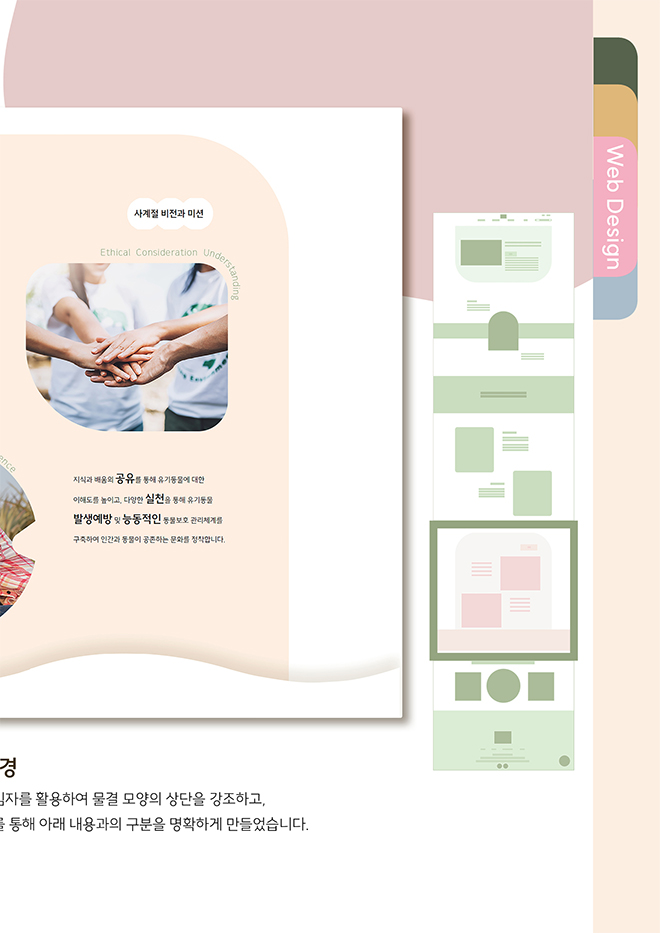 Web Design
사계절 비전과 미션
Ethical Consideration Understanding
ence
지식과 배움의 공유를 통해 유기동물에 대한
이해도를 높이고, 다양한 실천을 통해 유기동물
발생예방 및 능동적인 동물보호 관리체계를
구축하여 인간과 동물이 공존하는 문화를 정착합니다.
경
림자를 활용하여 물결 모양의 상단을 강조하고,
를 통해 아래 내용과의 구분을 명확하게 만들었습니다.